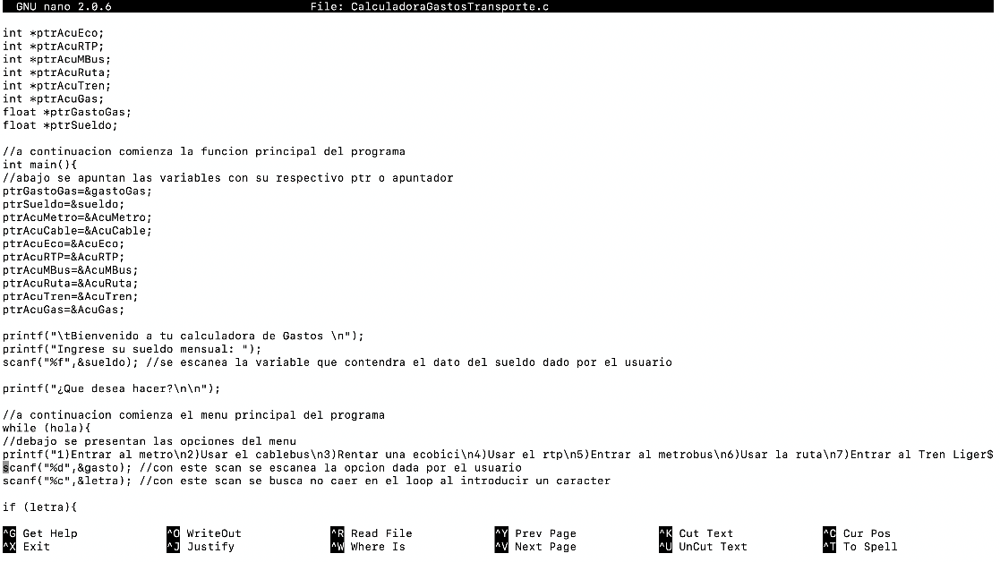 GNU nano 2.0.6 File: CalculadoraGastosTransporte.c
int *ptrAcuEco;
int *ptrAcuRTP;
int *ptrAcuMBus;
int *ptrAcuRuta;
int *ptrAcuTren;
int *ptrAcuGas;
float *ptrGastoGas;
float *ptrSueldo;
//a continuacion comienza la funcion principal del programa
int main(){
//abajo se apuntan las variables con su respectivo ptr o apuntador
ptrGastoGas=&gastoGas;
ptrSueldo=&sueldo;
ptrAcuMetro=&AcuMetro;
ptrAcuCable=&AcuCable;
ptrAcuEco=&AcuEco;
ptrAcuRTP=&AcuRTP;
ptrAcuMBus=&AcuMBus;
ptrAcuRuta=&AcuRuta;
ptrAcuTren=&AcuTren;
ptrAcuGas=&AcuGas;
printf("\tBienvenido a tu calculadora de Gastos \n");
printf("Ingrese su sueldo mensual: ");
scanf("%f",&sueldo); //se escanea la variable que contendra el dato del sueldo dado por el usuario
printf("¿Que desea hacer?\n\n");
//a continuacion comienza el menu principal del programa
while (hola){
//debajo se presentan las opciones del menu
printf("1)Entrar al metro\n2)Usar el cablebus\n3)Rentar una ecobici\n4)Usar el rtp\n5)Entrar al metrobus\n6)Usar la ruta\n7)Entrar al Tren Liger$
scanf("%d",&gasto); //con este scan se escanea la opcion dada por el usuario
scanf("%c",&letra); //con este scan se busca no caer en el loop al introducir un caracter
if (letra){
^G Get Help ^O WriteOut ^R Read File ^Y Prev Page ^K Cut Text ^C Cur Pos
^X Exit ^J Justify ^W Where Is ^V Next Page ^U UnCut Text ^T To Spell